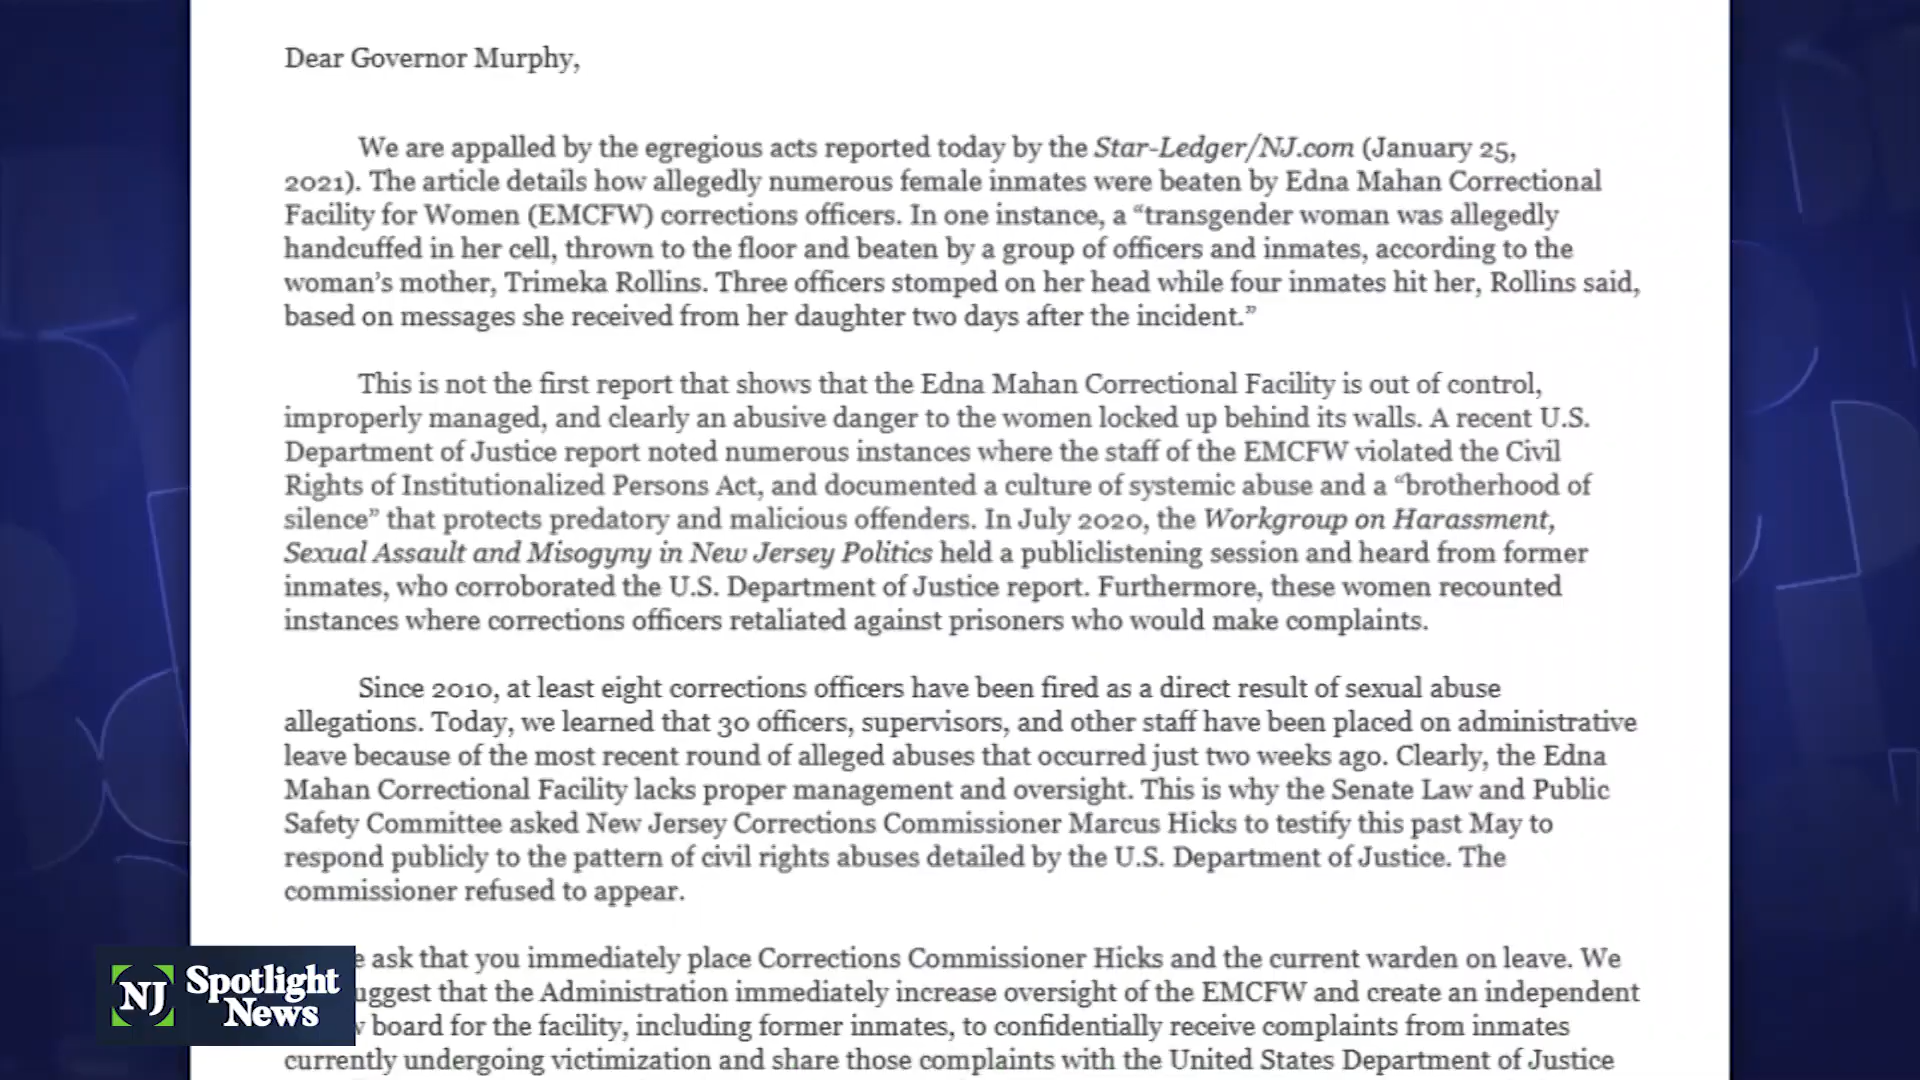 Dear Governor Murphy,
We are appalled by the egregious acts reported today by the Star-Ledger/NJ.com (January 25,
2021). The article details how allegedly numerous female inmates were beaten by Edna Mahan Correctional
Facility for Women (EMCFW) corrections officers. In one instance, a “transgender woman was allegedly
handcuffed in her cell, thrown to the floor and beaten by a group of officers and inmates, according to the
woman’s mother, Trimeka Rollins. Three officers stomped on her head while four inmates hit her, Rollins said,
based on messages she received from her daughter two days after the incident.”
This is not the first report that shows that the Edna Mahan Correctional Facility is out of control,
improperly managed, and clearly an abusive danger to the women locked up behind its walls. A recent U.S.
Department of Justice report noted numerous instances where the staff of the EMCFW violated the Civil
Rights of Institutionalized Persons Act, and documented a culture of systemic abuse and a “brotherhood of
silence” that protects predatory and malicious offenders. In July 2020, the Workgroup on Harassment,
Sexual Assault and Misogyny in New Jersey Politics held a publiclistening session and heard from former
inmates, who corroborated the U.S. Department of Justice report. Furthermore, these women recounted
instances where corrections officers retaliated against prisoners who would make complaints.
Since 2010, at least eight corrections officers have been fired as a direct result of sexual abuse
allegations. Today, we learned that 30 officers, supervisors, and other staff have been placed on administrative
leave because of the most recent round of alleged abuses that occurred just two weeks ago. Clearly, the Edna
Mahan Correctional Facility lacks proper management and oversight. This is why the Senate Law and Public
Safety Committee asked New Jersey Corrections Commissioner Marcus Hicks to testify this past May to
respond publicly to the pattern of civil rights abuses detailed by the U.S. Department of Justice. The
commissioner refused to appear.
ask that you immediately place Corrections Commissioner Hicks and the current warden on leave. We
uggest that the Administration immediately increase oversight of the EMCFW and create an independent
board for the facility, including former inmates, to confidentially receive complaints from inmates
currently undergoing victimization and share those complaints with the United States Department of Justice
NJ Spotlight
News